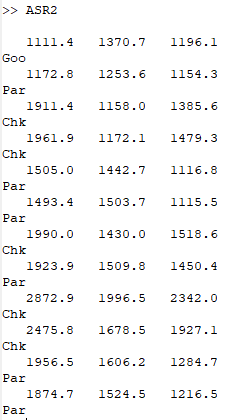 >> ASR2
1111.4 1370.7 1196.1
Goo
1172.8 1253.6 1154.3
Par
1911.4 1158.0 1385.6
Chk
1961.9 1172.1 1479.3
Chk
1505.0 1442.7 1116.8
Par
1493.4 1503.7 1115.5
Par
1990.0 1430.0 1518.6
Chk
1923.9 1509.8 1450.4
Par
2872.9 1996.5 2342.0
Chk
2475.8 1678.5 1927.1
Chk
1956.5 1606.2 1284.7
Par
1874.7 1524.5 1216.5
Par